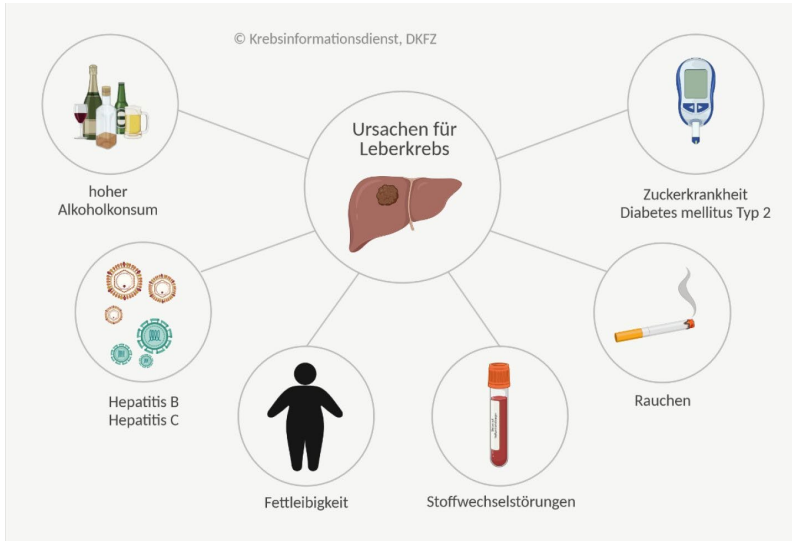 © Krebsinformationsdienst, DKFZ
Ursachen für
Leberkrebs
hoher
Alkoholkonsum
Zuckerkrankheit
Diabetes mellitus Typ 2
Hepatitis B
Hepatitis C
Rauchen
Fettleibigkeit
Stoffwechselstörungen